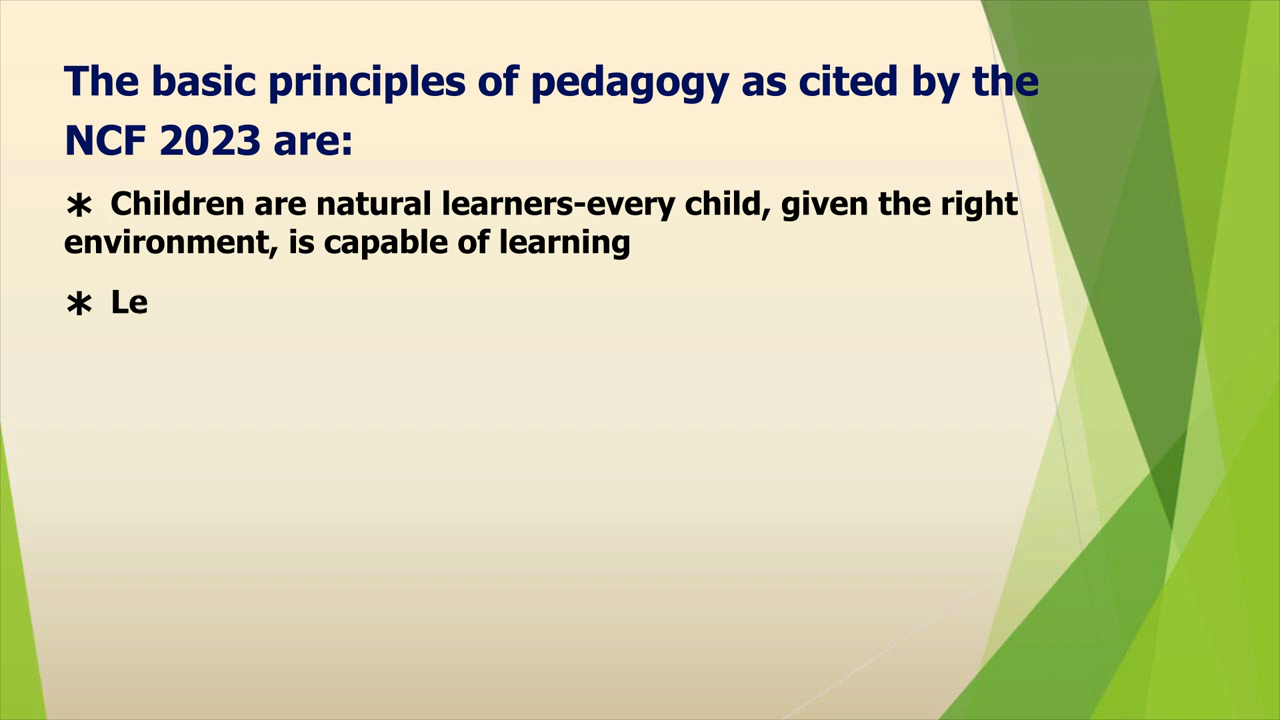 The basic principles of pedagogy as cited by the
NCF 2023 are:
* Children are natural learners-every child, given the right
environment, is capable of learning
* Le